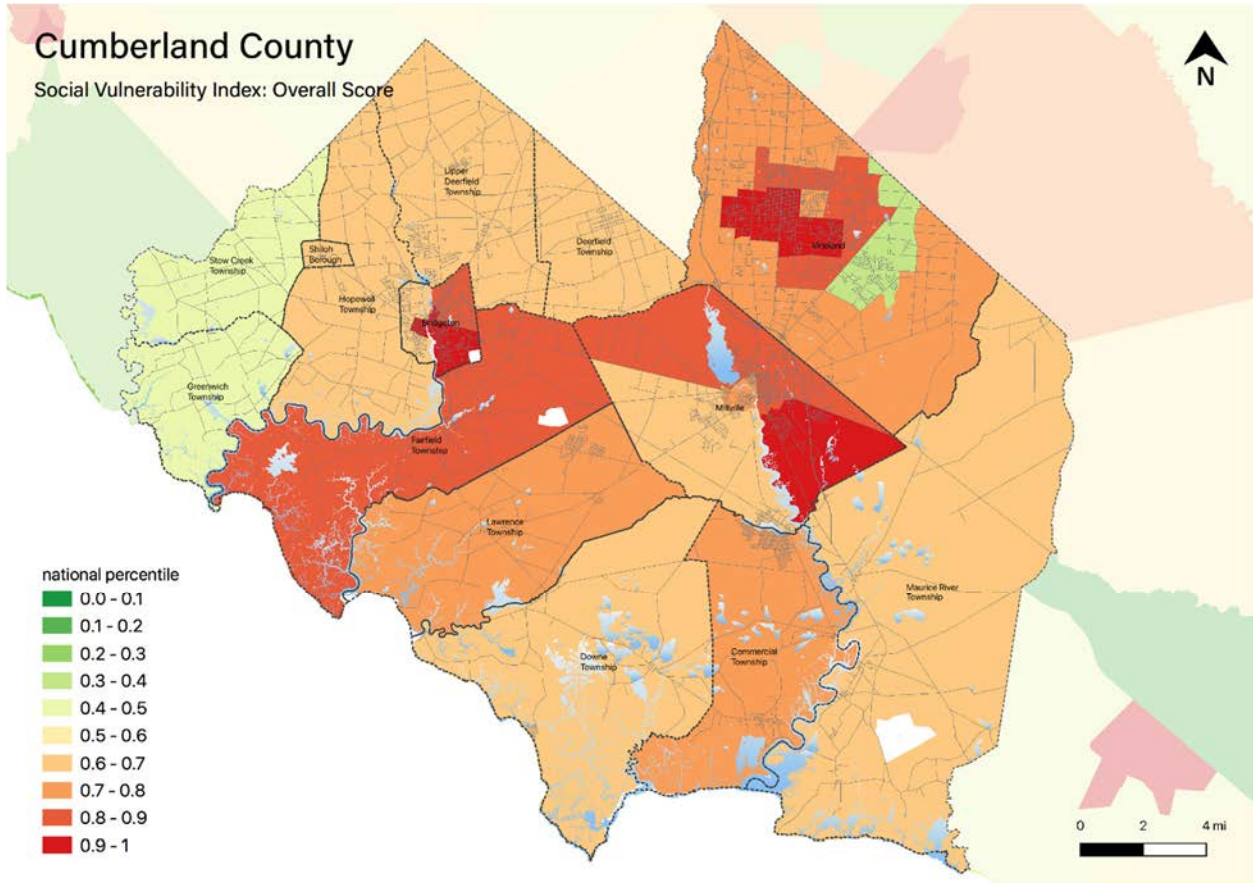 Cumberland County
Social Vulnerability Index: Overall Score
N
Upper
Deerfield
Township
Deerfield
Township
Vineland
Shiloh
Borough
Stow Creek
Township
Hopewell
Township
Bridgeton
Greenwich
Township
Millville
Fairfield
Township
Lawrence
Township
Maurice River
Township
Downe
Township
Commercial
Township
national percentile
0.0 - 0.1
0.1 - 0.2
0.2 - 0.3
0.3 - 0.4
0.4 - 0.5
0.5 - 0.6
0.6 - 0.7
0.7 - 0.8
0.8 - 0.9
0.9 - 1
0 2 4 mi